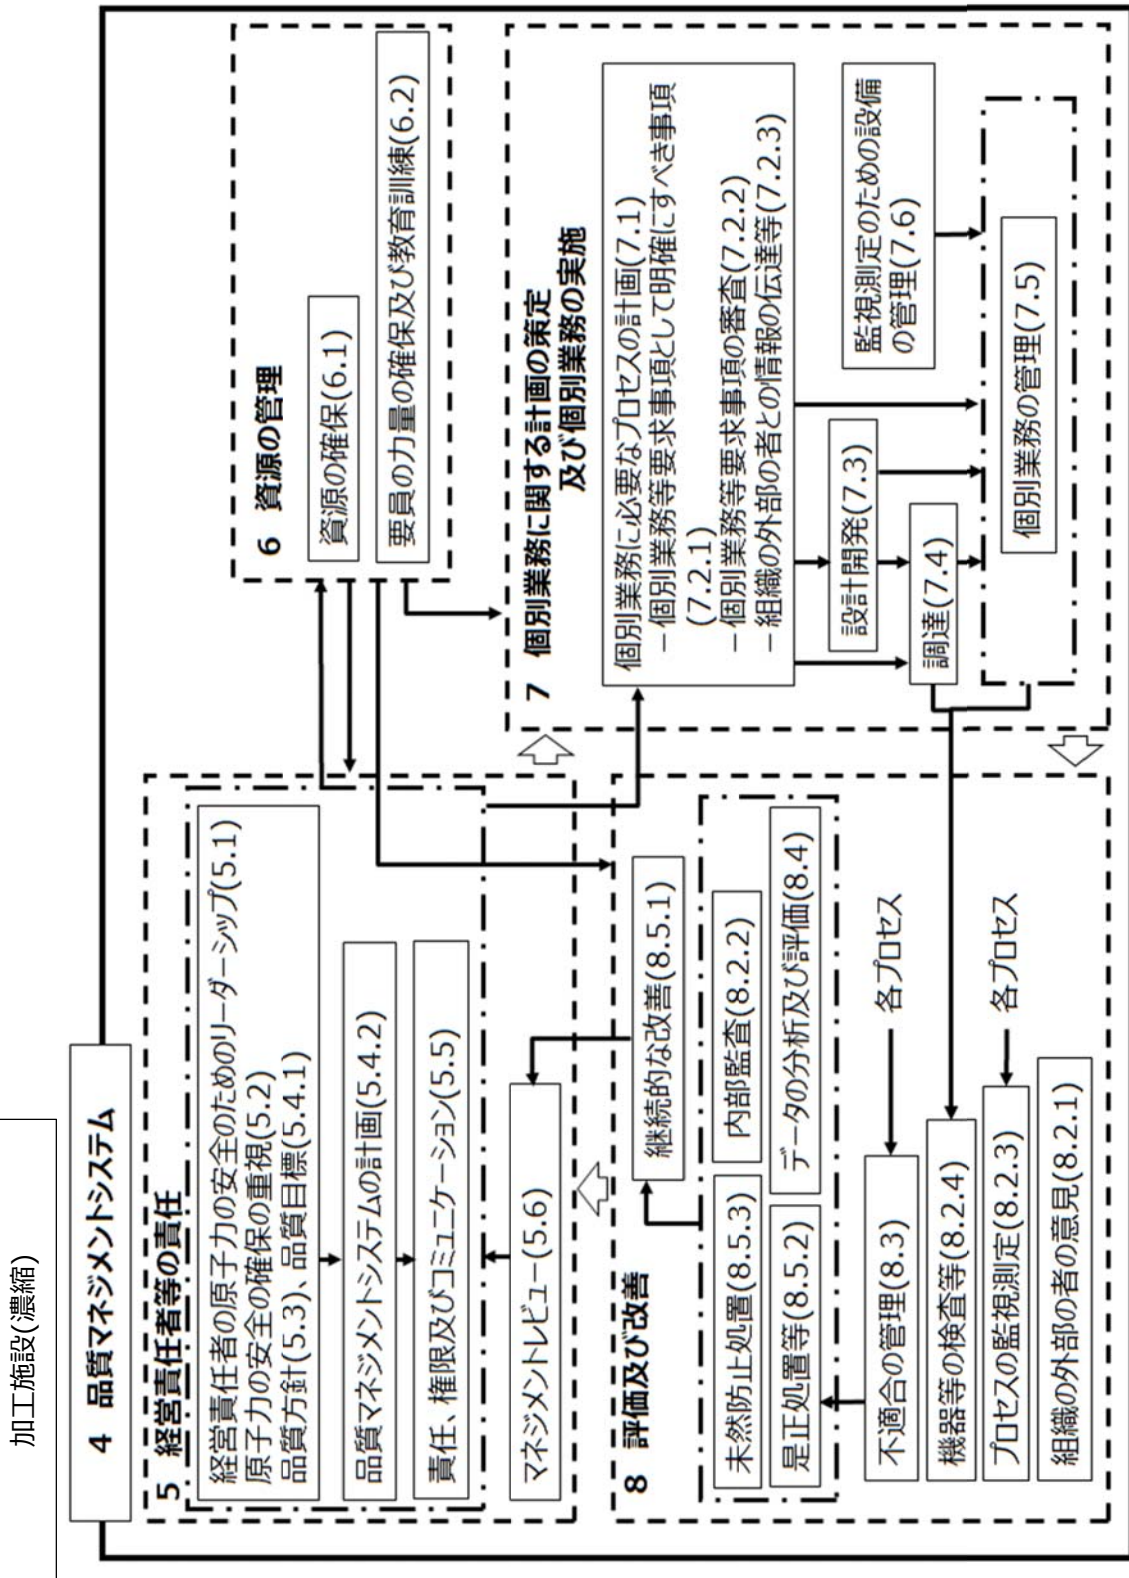 加工施設(濃縮)
4 品質マネジメントシステム
5 経営責任者等の責任
経営責任者の原子力の安全のためのリーダーシップ(5.1)
原子力の安全の確保の重視(5.2)
品質方針(5.3)、品質目標(5.4.1)
品質マネジメントシステムの計画(5.4.2)
責任、権限及びコミュニケーション(5.5)
マネジメントレビュー(5.6)
6 資源の管理
資源の確保(6.1)
要員の力量の確保及び教育訓練(6.2)
7 個別業務に関する計画の策定
及び個別業務の実施
個別業務に必要なプロセスの計画(7.1)
－個別業務等要求事項として明確にすべき事項
(7.2.1)
－個別業務等要求事項の審査(7.2.2)
－組織の外部の者との情報の伝達等(7.2.3)
設計開発(7.3)
調達(7.4)
監視測定のための設備
の管理(7.6)
個別業務の管理(7.5)
8 評価及び改善
継続的な改善(8.5.1)
未然防止処置(8.5.3)
内部監査(8.2.2)
是正処置等(8.5.2)
データの分析及び評価(8.4)
不適合の管理(8.3)
各プロセス
機器等の検査等(8.2.4)
プロセスの監視測定(8.2.3)
各プロセス
組織の外部の者の意見(8.2.1)